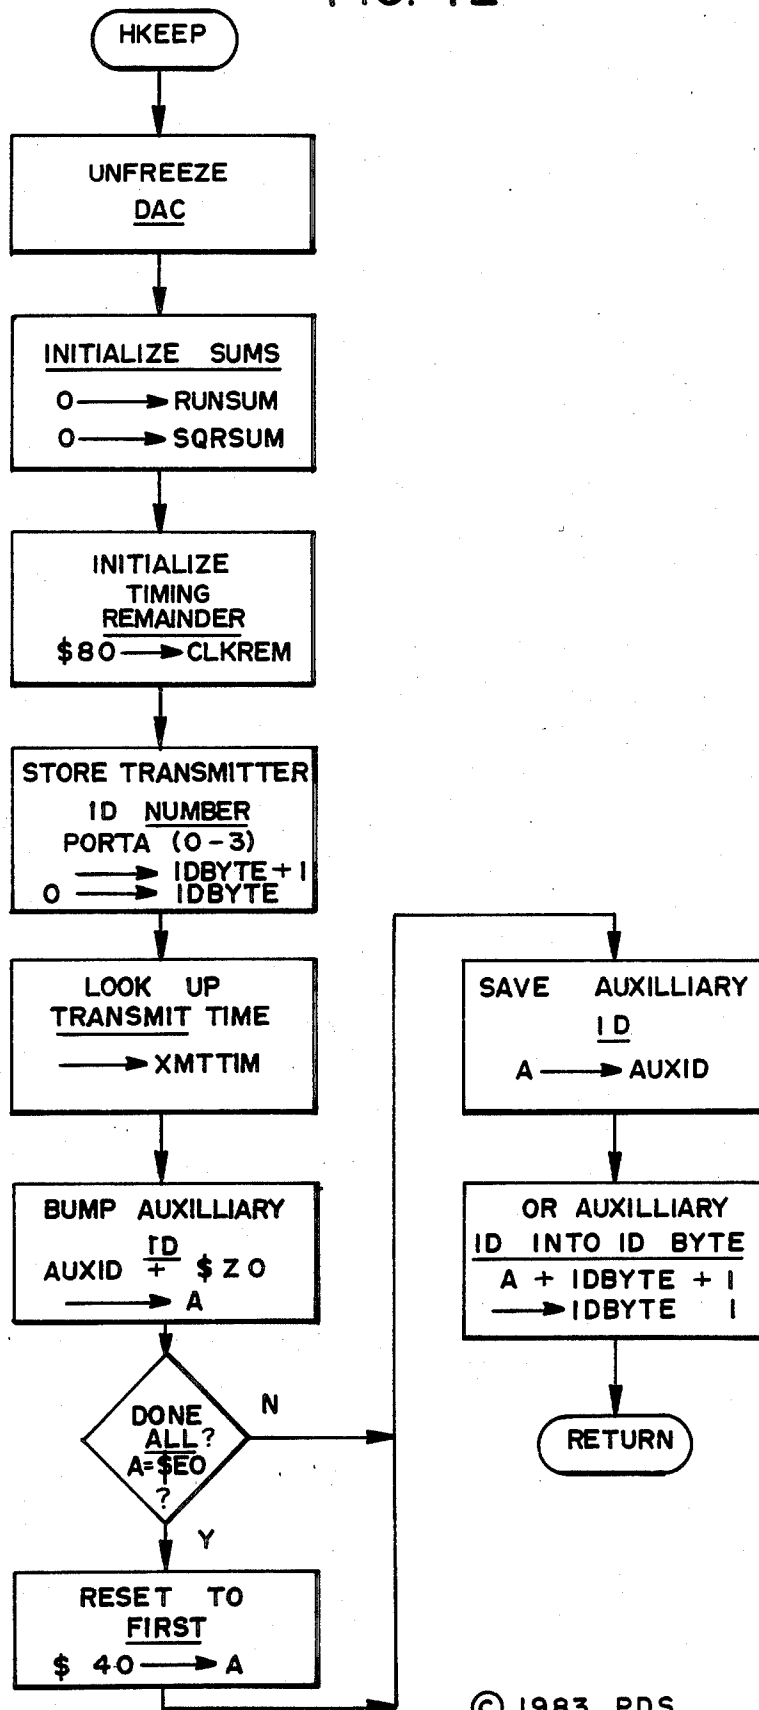 HKEEP
UNFREEZE
DAC
INITIALIZE SUMS
0 → RUNSUM
0 → SQRSUM
INITIALIZE
TIMING
REMAINDER
$80 → CLKREM
STORE TRANSMITTER
ID NUMBER
PORTA (0-3)
→ IDBYTE+1
0 → IDBYTE
LOOK UP
TRANSMIT TIME
→ XMTTIM
BUMP AUXILLIARY
ID
AUXID + $Z0
→ A
DONE
ALL?
A=$E0
?
N
Y
RESET TO
FIRST
$ 40 → A
SAVE AUXILLIARY
ID
A → AUXID
OR AUXILLIARY
ID INTO ID BYTE
A + IDBYTE + 1
→ IDBYTE 1
RETURN
© 1983 PDS